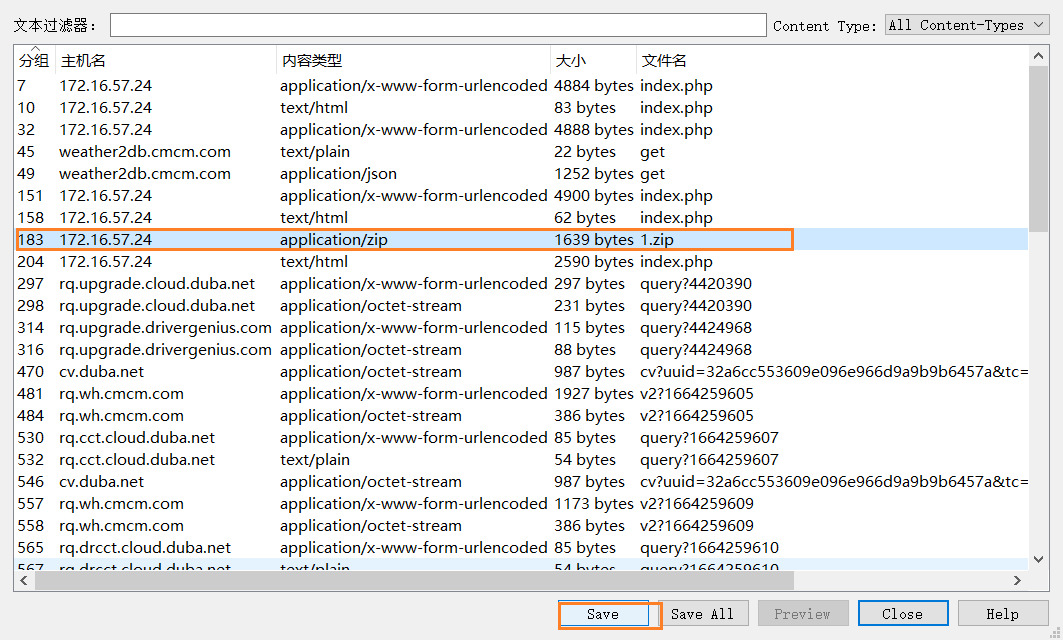 文本过滤器： Content Type: All Content-Types
分组 主机名 内容类型 大小 文件名
7 172.16.57.24 application/x-www-form-urlencoded 4884 bytes index.php
10 172.16.57.24 text/html 83 bytes index.php
32 172.16.57.24 application/x-www-form-urlencoded 4888 bytes index.php
45 weather2db.cmcm.com text/plain 22 bytes get
49 weather2db.cmcm.com application/json 1252 bytes get
151 172.16.57.24 application/x-www-form-urlencoded 4900 bytes index.php
158 172.16.57.24 text/html 62 bytes index.php
183 172.16.57.24 application/zip 1639 bytes 1.zip
204 172.16.57.24 text/html 2590 bytes index.php
297 rq.upgrade.cloud.duba.net application/x-www-form-urlencoded 297 bytes query?4420390
298 rq.upgrade.cloud.duba.net application/octet-stream 231 bytes query?4420390
314 rq.upgrade.drivergenius.com application/x-www-form-urlencoded 115 bytes query?4424968
316 rq.upgrade.drivergenius.com application/octet-stream 88 bytes query?4424968
470 cv.duba.net application/octet-stream 987 bytes cv?uuid=32a6cc553609e096e966d9a9b9b6457a&tc=
481 rq.wh.cmcm.com application/x-www-form-urlencoded 1927 bytes v2?1664259605
484 rq.wh.cmcm.com application/octet-stream 386 bytes v2?1664259605
530 rq.cct.cloud.duba.net application/x-www-form-urlencoded 85 bytes query?1664259607
532 rq.cct.cloud.duba.net text/plain 54 bytes query?1664259607
546 cv.duba.net application/octet-stream 987 bytes cv?uuid=32a6cc553609e096e966d9a9b9b6457a&tc=
557 rq.wh.cmcm.com application/x-www-form-urlencoded 1173 bytes v2?1664259609
558 rq.wh.cmcm.com application/octet-stream 386 bytes v2?1664259609
565 rq.drcct.cloud.duba.net application/x-www-form-urlencoded 85 bytes query?1664259610
567 rq.drcct.cloud.duba.net text/plain 54 bytes query?1664259610
Save Save All Preview Close Help